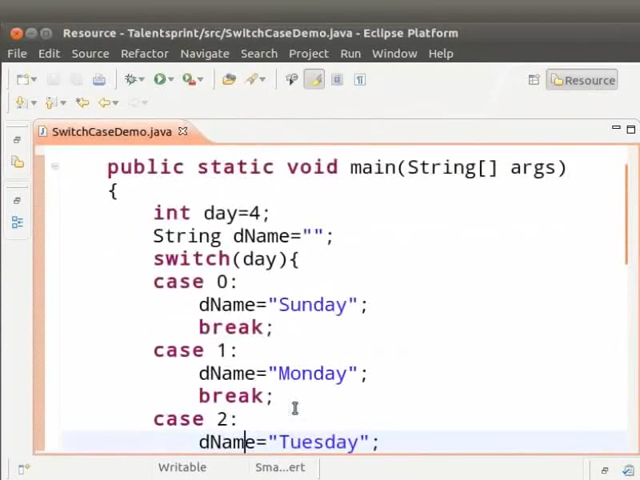 Resource - Talentsprint/src/SwitchCaseDemo.java - Eclipse Platform
File Edit Source Refactor Navigate Search Project Run Window Help
Resource
SwitchCaseDemo.java
public static void main(String[] args)
{
int day=4;
String dName="";
switch(day){
case 0:
dName="Sunday";
break;
case 1:
dName="Monday";
break;
case 2:
dName="Tuesday";
Writable Sma...ert